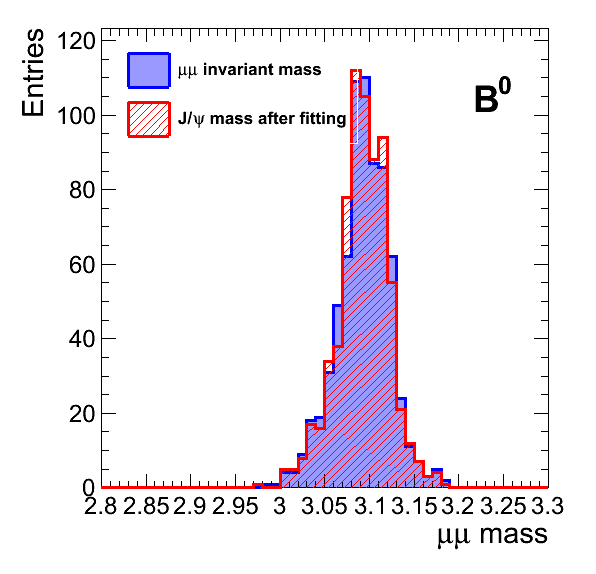 Entries
120
100
80
60
40
20
0
μμ invariant mass
J/ψ mass after fitting
B⁰
2.8 2.85 2.9 2.95 3 3.05 3.1 3.15 3.2 3.25 3.3
μμ mass